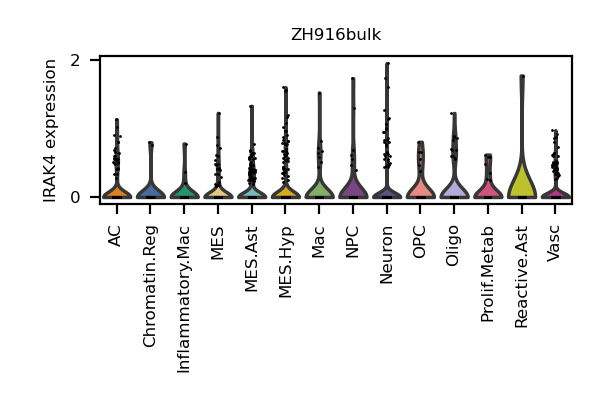 ZH916bulk
IRAK4 expression
2
0
AC
Chromatin.Reg
Inflammatory.Mac
MES
MES.Ast
MES.Hyp
Mac
NPC
Neuron
OPC
Oligo
Prolif.Metab
Reactive.Ast
Vasc